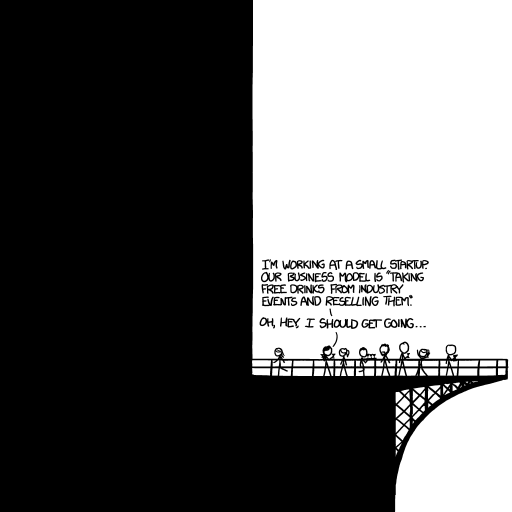 I'M WORKING AT A SMALL STARTUP.
OUR BUSINESS MODEL IS "TAKING
FREE DRINKS FROM INDUSTRY
EVENTS AND RESELLING THEM."
OH, HEY. I SHOULD GET GOING...